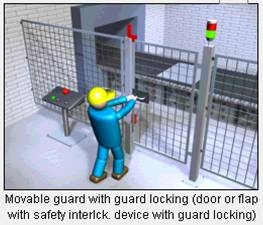 Movable guard with guard locking (door or flap
with safety interlck. device with guard locking)